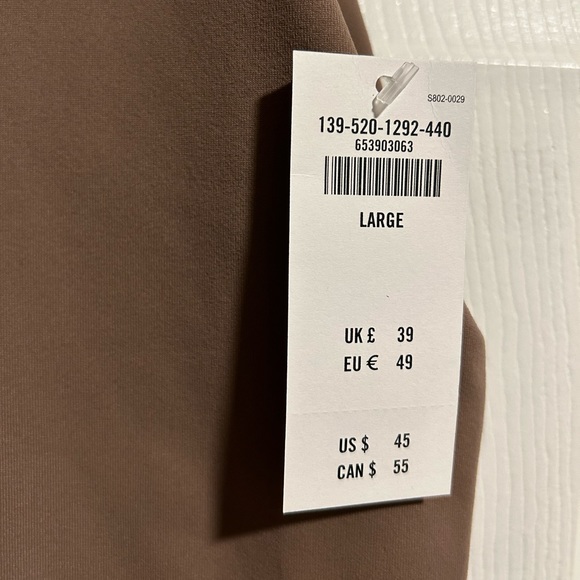 S802-0029
139-520-1292-440
653903063
LARGE
UK £ 39
EU € 49
US $ 45
CAN $ 55